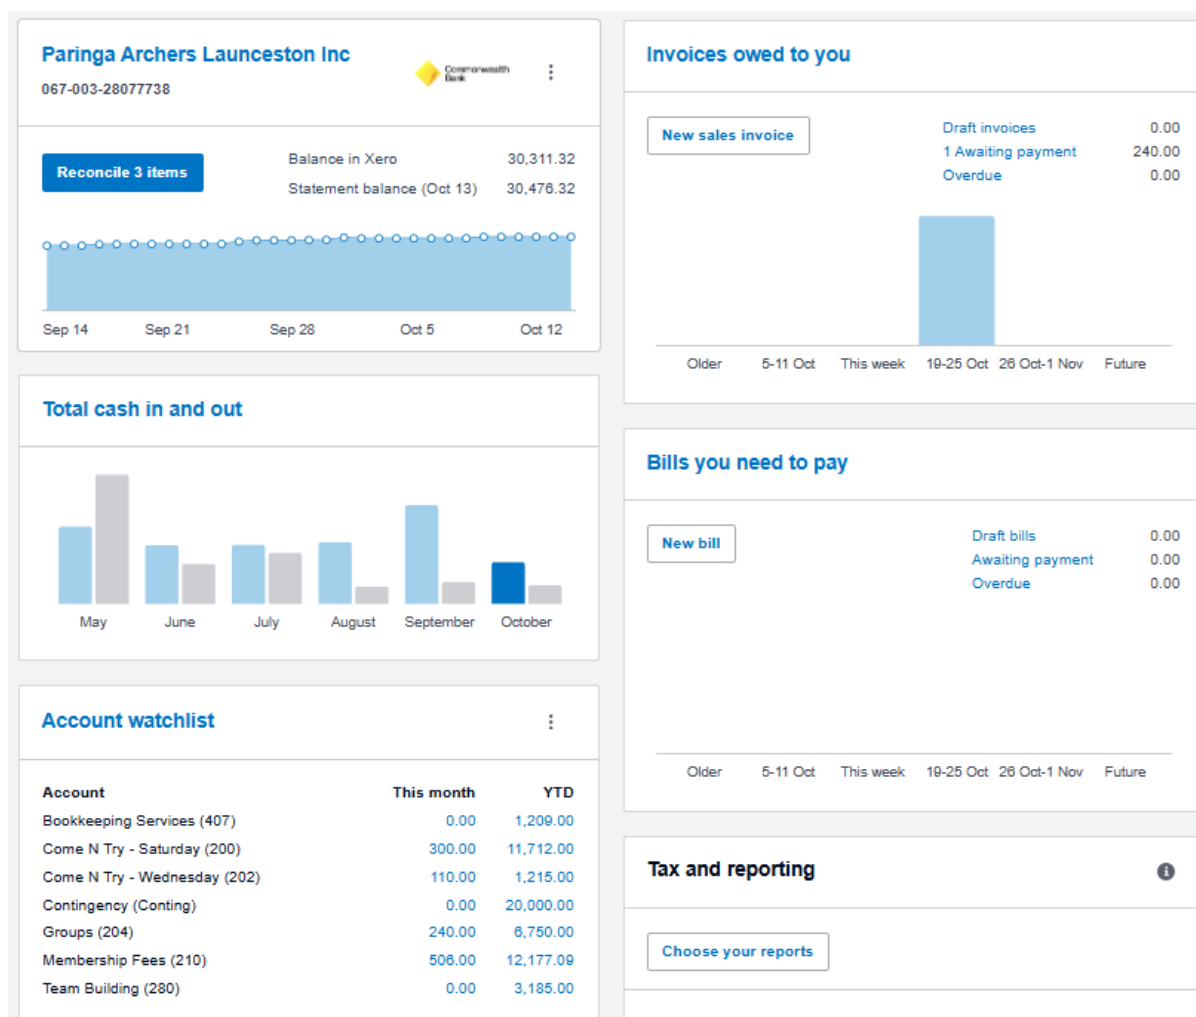 Paringa Archers Launceston Inc
067-003-28077738
Commonwealth
Bank
Reconcile 3 items
Balance in Xero 30,311.32
Statement balance (Oct 13) 30,476.32
Sep 14 Sep 21 Sep 28 Oct 5 Oct 12
Total cash in and out
May June July August September October
Account watchlist
Account This month YTD
Bookkeeping Services (407) 0.00 1,209.00
Come N Try - Saturday (200) 300.00 11,712.00
Come N Try - Wednesday (202) 110.00 1,215.00
Contingency (Conting) 0.00 20,000.00
Groups (204) 240.00 6,750.00
Membership Fees (210) 506.00 12,177.09
Team Building (280) 0.00 3,185.00
Invoices owed to you
New sales invoice
Draft invoices 0.00
1 Awaiting payment 240.00
Overdue 0.00
Older 5-11 Oct This week 19-25 Oct 26 Oct-1 Nov Future
Bills you need to pay
New bill
Draft bills 0.00
Awaiting payment 0.00
Overdue 0.00
Older 5-11 Oct This week 19-25 Oct 26 Oct-1 Nov Future
Tax and reporting
Choose your reports